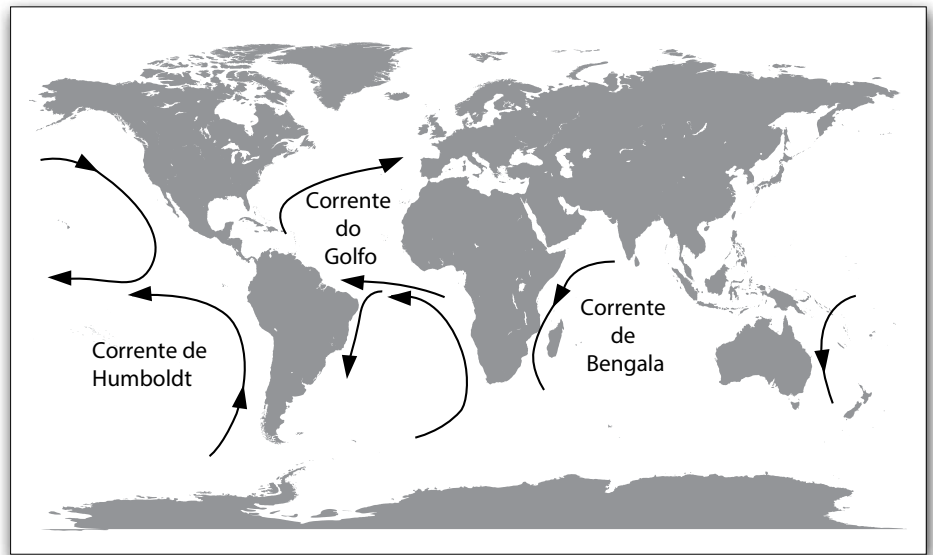 Corrente
do
Golfo
Corrente
de
Bengala
Corrente de
Humboldt